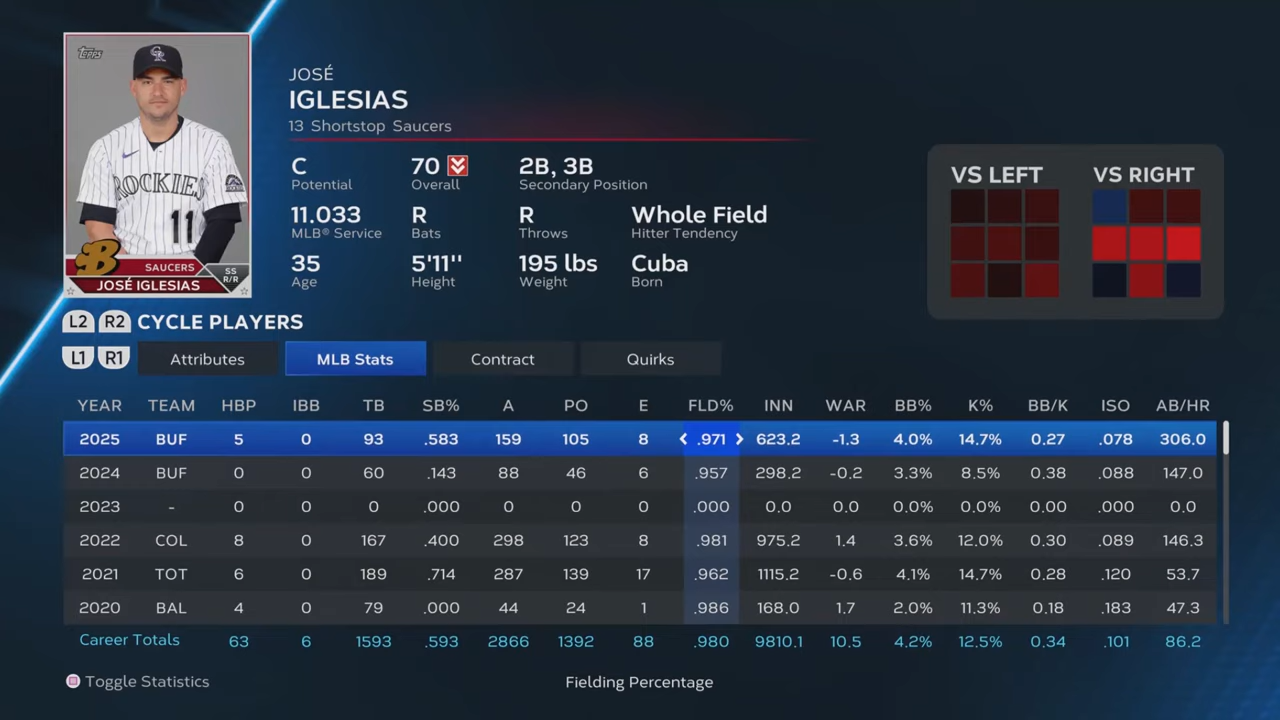 Topps
ROCKIES
11
B
SAUCERS
SS
R/R
JOSÉ IGLESIAS
JOSÉ
IGLESIAS
13 Shortstop Saucers
C 70 2B, 3B
Potential Overall Secondary Position
11.033 R R Whole Field
MLB® Service Bats Throws Hitter Tendency
35 5'11'' 195 lbs Cuba
Age Height Weight Born
VS LEFT VS RIGHT
L2 R2 CYCLE PLAYERS
L1 R1 Attributes MLB Stats Contract Quirks
YEAR TEAM HBP IBB TB SB% A PO E FLD% INN WAR BB% K% BB/K ISO AB/HR
2025 BUF 5 0 93 .583 159 105 8 .971 623.2 -1.3 4.0% 14.7% 0.27 .078 306.0
2024 BUF 0 0 60 .143 88 46 6 .957 298.2 -0.2 3.3% 8.5% 0.38 .088 147.0
2023 - 0 0 0 .000 0 0 0 .000 0.0 0.0 0.0% 0.0% 0.00 .000 0.0
2022 COL 8 0 167 .400 298 123 8 .981 975.2 1.4 3.6% 12.0% 0.30 .089 146.3
2021 TOT 6 0 189 .714 287 139 17 .962 1115.2 -0.6 4.1% 14.7% 0.28 .120 53.7
2020 BAL 4 0 79 .000 44 24 1 .986 168.0 1.7 2.0% 11.3% 0.18 .183 47.3
Career Totals 63 6 1593 .593 2866 1392 88 .980 9810.1 10.5 4.2% 12.5% 0.34 .101 86.2
Toggle Statistics
Fielding Percentage